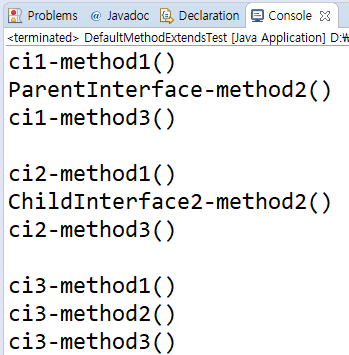 Problems @ Javadoc Declaration Console
<terminated> DefaultMethodExtendsTest [Java Application] D:₩
ci1-method1()
ParentInterface-method2()
ci1-method3()
ci2-method1()
ChildInterface2-method2()
ci2-method3()
ci3-method1()
ci3-method2()
ci3-method3()